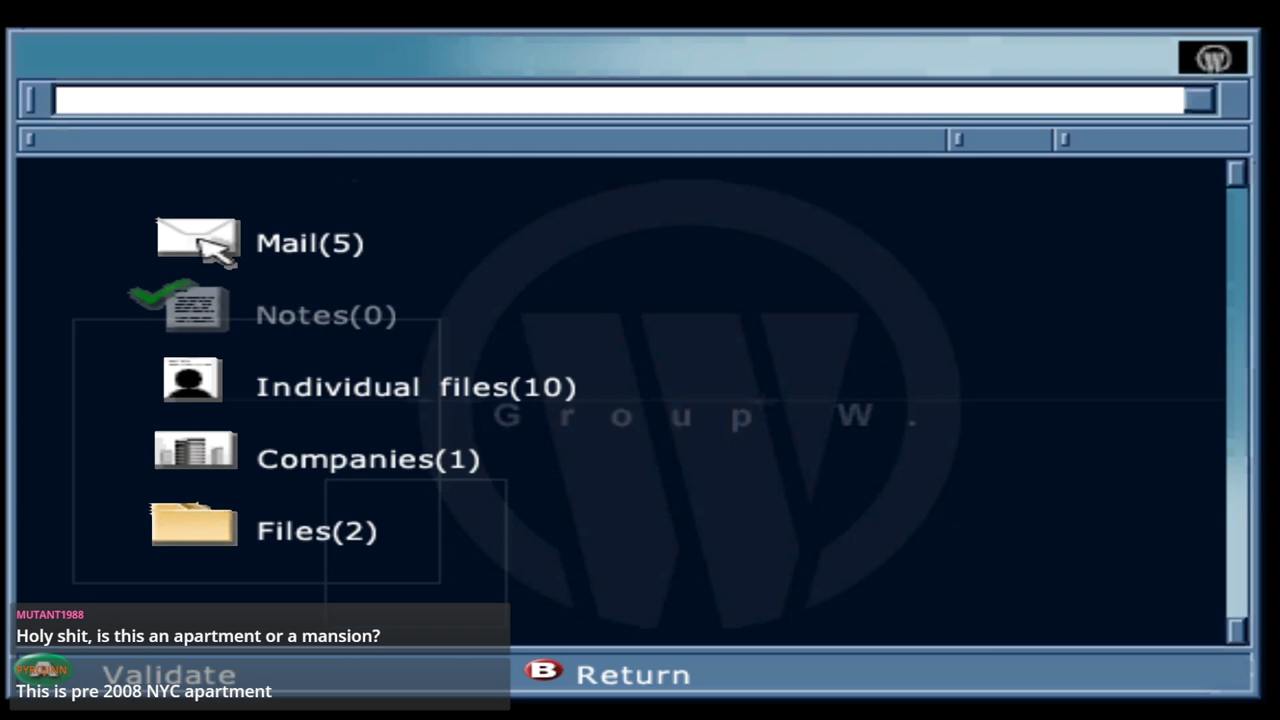 Mail(5)
Notes(0)
Individual files(10)
Companies(1)
Files(2)
Group W.
MUTANT1988
Holy shit, is this an apartment or a mansion?
Validate
B Return
This is pre 2008 NYC apartment